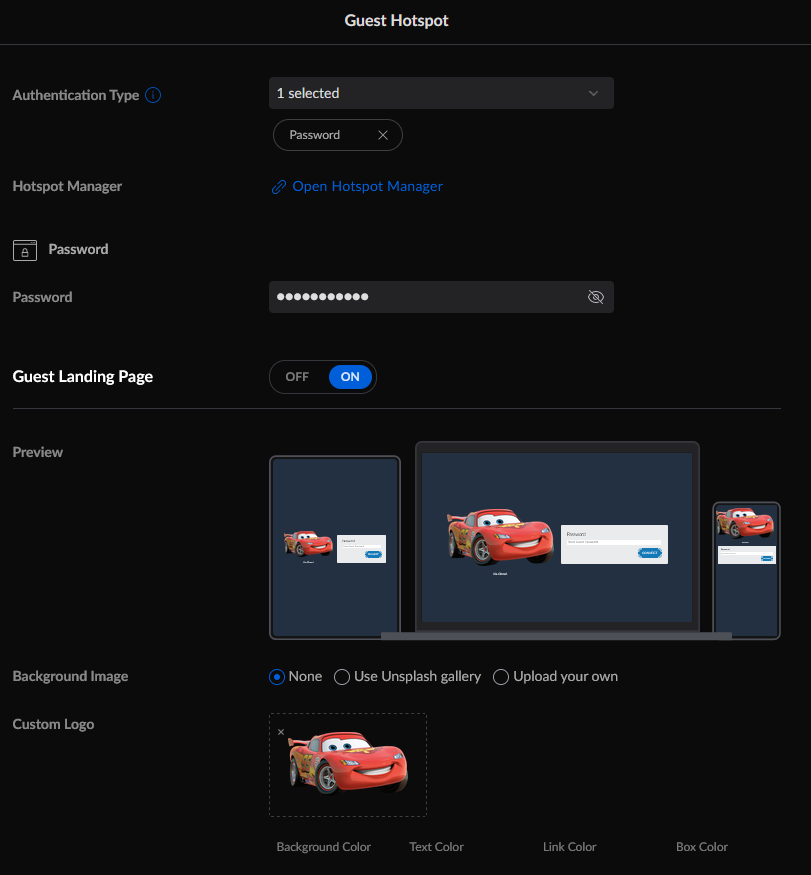 Guest Hotspot
Authentication Type
1 selected
Password
Hotspot Manager
Open Hotspot Manager
Password
Password
Guest Landing Page
OFF ON
Preview
Password
CONNECT
Background Image
None Use Unsplash gallery Upload your own
Custom Logo
Background Color Text Color Link Color Box Color